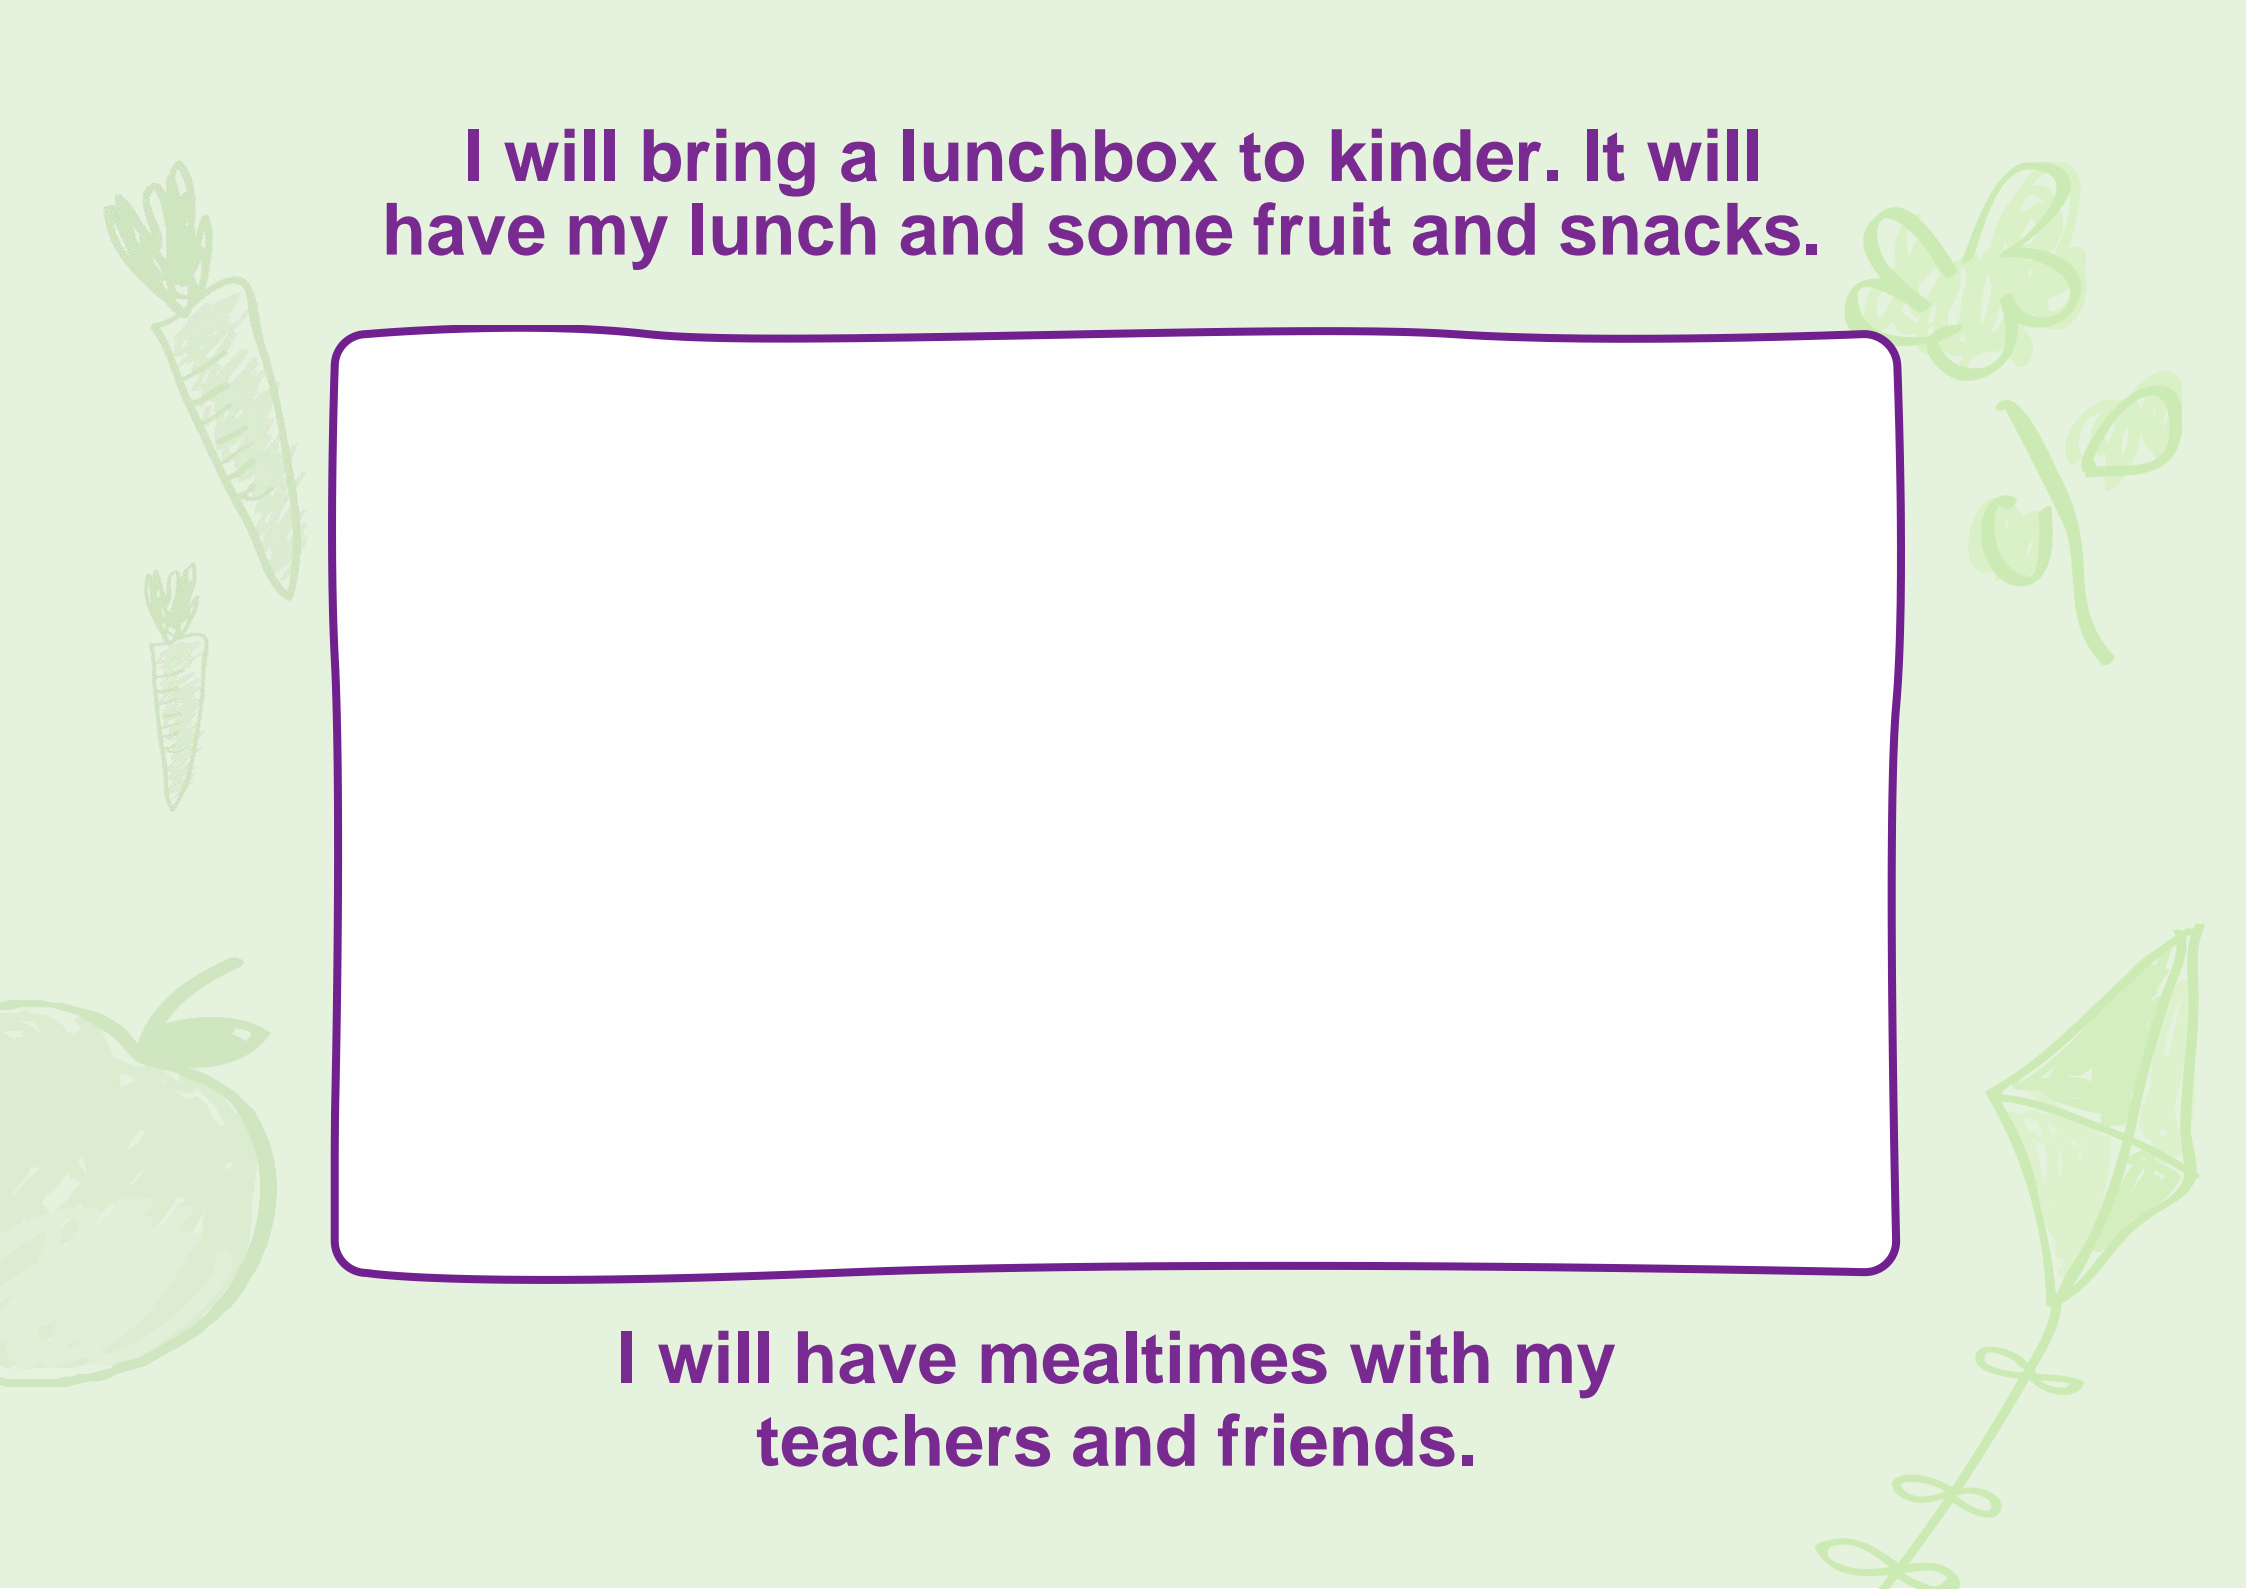 I will bring a lunchbox to kinder. It will
have my lunch and some fruit and snacks.
I will have mealtimes with my
teachers and friends.